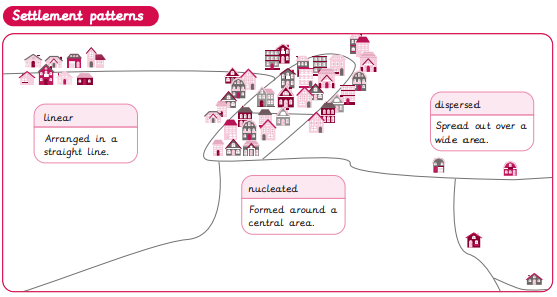 Settlement patterns
linear
Arranged in a
straight line.
dispersed
Spread out over a
wide area.
nucleated
Formed around a
central area.